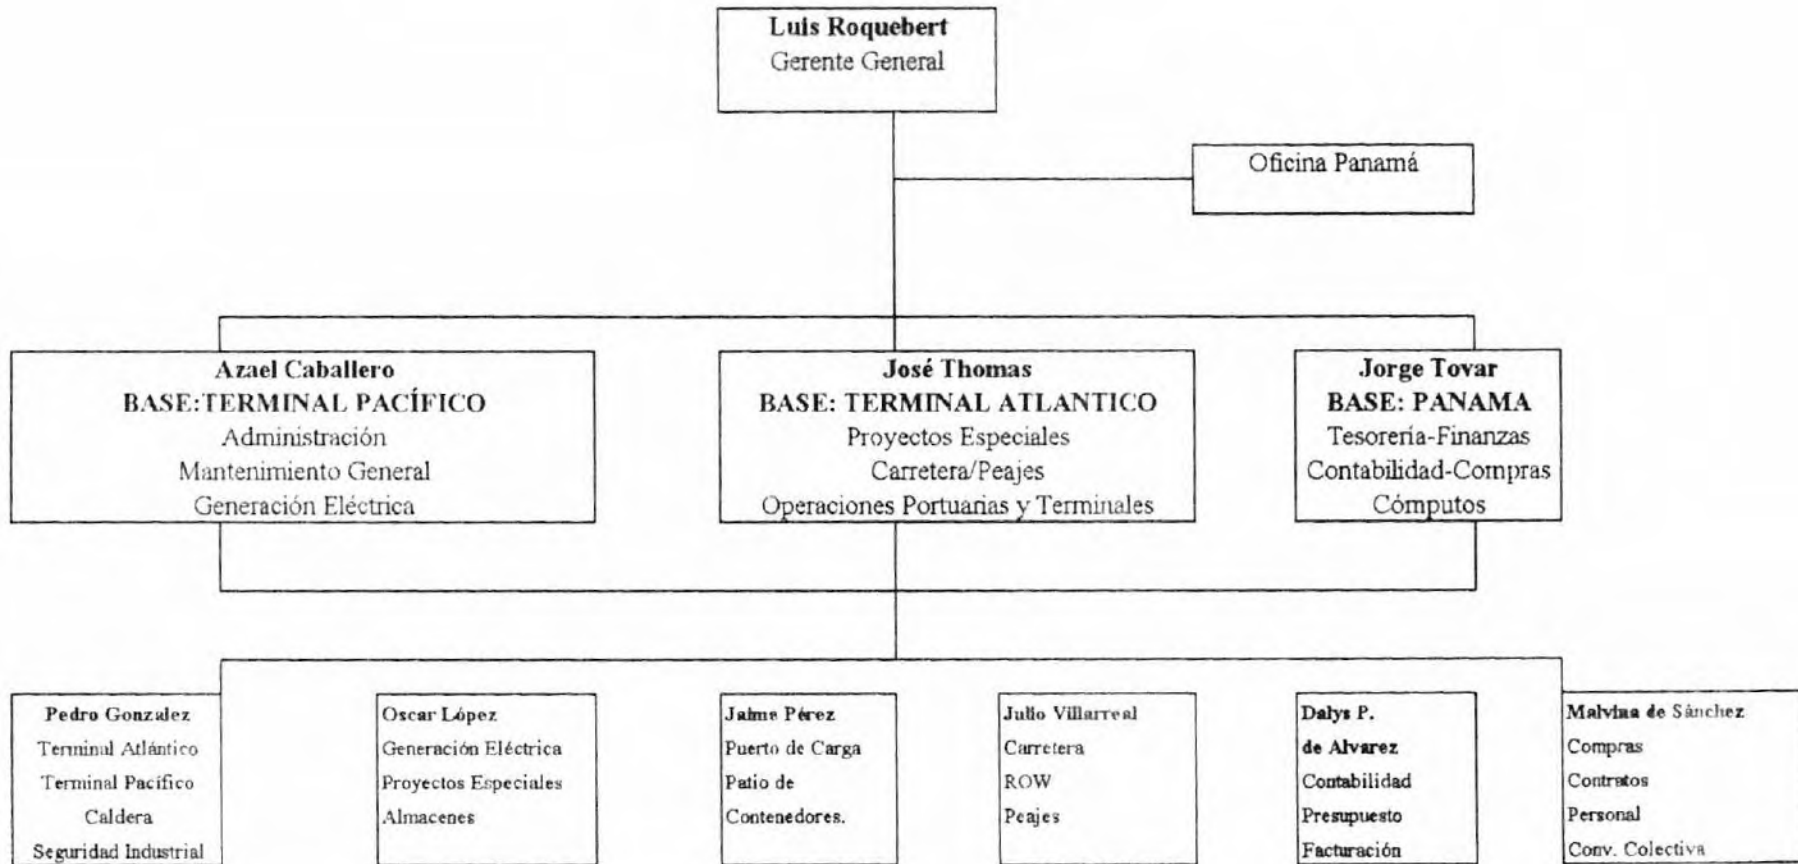 Luis Roquebert
Gerente General
Oficina Panamá
Azael Caballero
BASE:TERMINAL PACÍFICO
Administración
Mantenimiento General
Generación Eléctrica
José Thomas
BASE: TERMINAL ATLANTICO
Proyectos Especiales
Carretera/Peajes
Operaciones Portuarias y Terminales
Jorge Tovar
BASE: PANAMA
Tesorería-Finanzas
Contabilidad-Compras
Cómputos
Pedro Gonzalez
Terminal Atlántico
Terminal Pacífico
Caldera
Seguridad Industrial
Oscar López
Generación Eléctrica
Proyectos Especiales
Almacenes
Jaime Pérez
Puerto de Carga
Patio de
Contenedores.
Julio Villarreal
Carretera
ROW
Peajes
Dalys P.
de Alvarez
Contabilidad
Presupuesto
Facturación
Malvina de Sánchez
Compras
Contratos
Personal
Conv. Colectiva